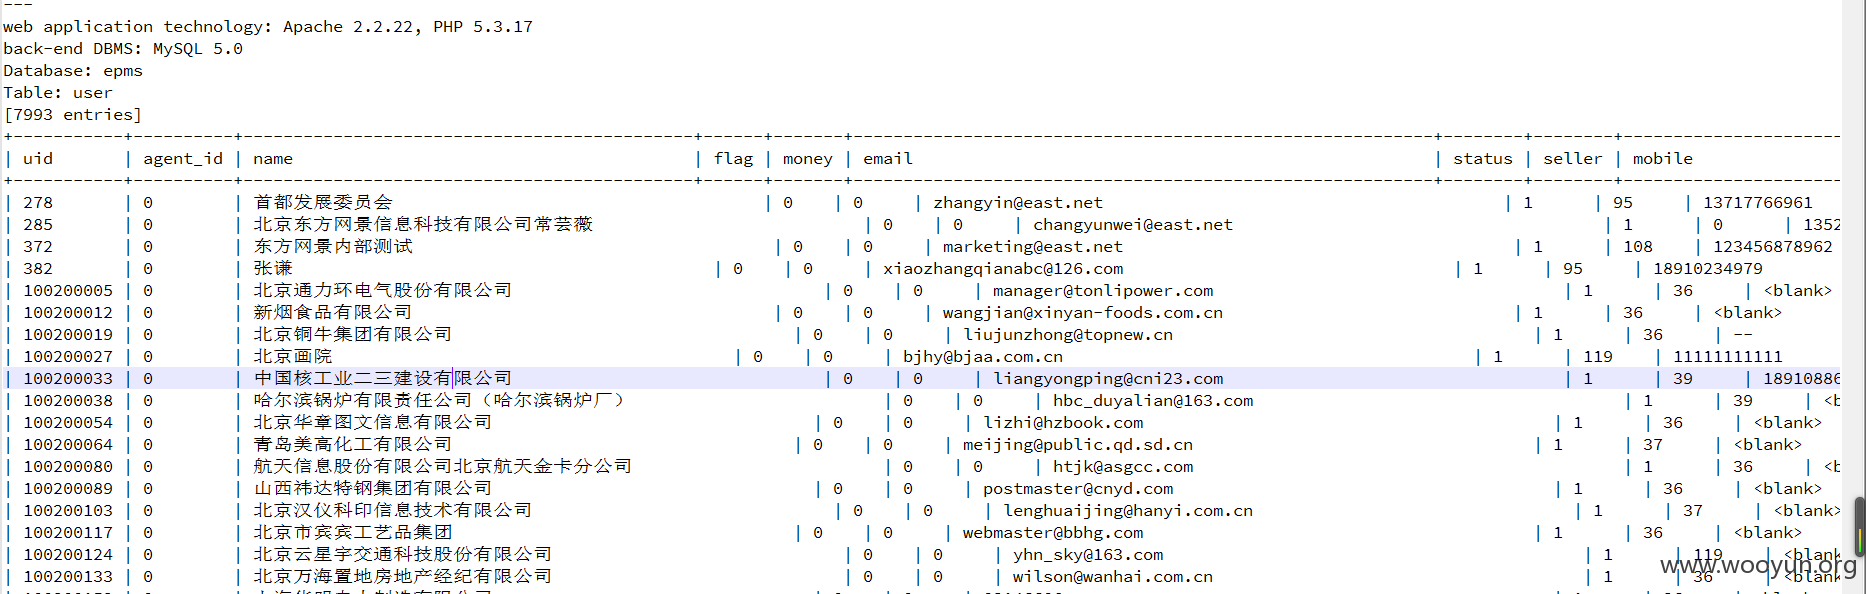 ---
web application technology: Apache 2.2.22, PHP 5.3.17
back-end DBMS: MySQL 5.0
Database: epms
Table: user
[7993 entries]
| uid | agent_id | name | flag | money | email | status | seller | mobile
| 278 | 0 | 首都发展委员会 | 0 | 0 | zhangyin@east.net | 1 | 95 | 13717766961
| 285 | 0 | 北京东方网景信息科技有限公司常芸薇 | 0 | 0 | changyunwei@east.net | 1 | 0 | 1352
| 372 | 0 | 东方网景内部测试 | 0 | 0 | marketing@east.net | 1 | 108 | 123456878962
| 382 | 0 | 张谦 | 0 | 0 | xiaozhangqianabc@126.com | 1 | 95 | 18910234979
| 100200005 | 0 | 北京通力环电气股份有限公司 | 0 | 0 | manager@tonlipower.com | 1 | 36 | <blank>
| 100200012 | 0 | 新烟食品有限公司 | 0 | 0 | wangjian@xinyan-foods.com.cn | 1 | 36 | <blank>
| 100200019 | 0 | 北京铜牛集团有限公司 | 0 | 0 | liujunzhong@topnew.cn | 1 | 36 | --
| 100200027 | 0 | 北京画院 | 0 | 0 | bjhy@bjaa.com.cn | 1 | 119 | 11111111111
| 100200033 | 0 | 中国核工业二三建设有限公司 | 0 | 0 | liangyongping@cni23.com | 1 | 39 | 18910886
| 100200038 | 0 | 哈尔滨锅炉有限责任公司（哈尔滨锅炉厂） | 0 | 0 | hbc_duyalian@163.com | 1 | 39 | <b
| 100200054 | 0 | 北京华章图文信息有限公司 | 0 | 0 | lizhi@hzbook.com | 1 | 36 | <blank>
| 100200064 | 0 | 青岛美高化工有限公司 | 0 | 0 | meijing@public.qd.sd.cn | 1 | 37 | <blank>
| 100200080 | 0 | 航天信息股份有限公司北京航天金卡分公司 | 0 | 0 | htjk@asgcc.com | 1 | 36 | <b
| 100200089 | 0 | 山西祎达特钢集团有限公司 | 0 | 0 | postmaster@cnyd.com | 1 | 36 | <blank>
| 100200103 | 0 | 北京汉仪科印信息技术有限公司 | 0 | 0 | lenghuaijing@hanyi.com.cn | 1 | 37 | <blank>
| 100200117 | 0 | 北京市宾宾工艺品集团 | 0 | 0 | webmaster@bbhg.com | 1 | 36 | <blank>
| 100200124 | 0 | 北京云星宇交通科技股份有限公司 | 0 | 0 | yhn_sky@163.com | 1 | 119 | <blank>
| 100200133 | 0 | 北京万海置地房地产经纪有限公司 | 0 | 0 | wilson@wanhai.com.cn | 1 | 36 | <blank>
www.wooyun.org